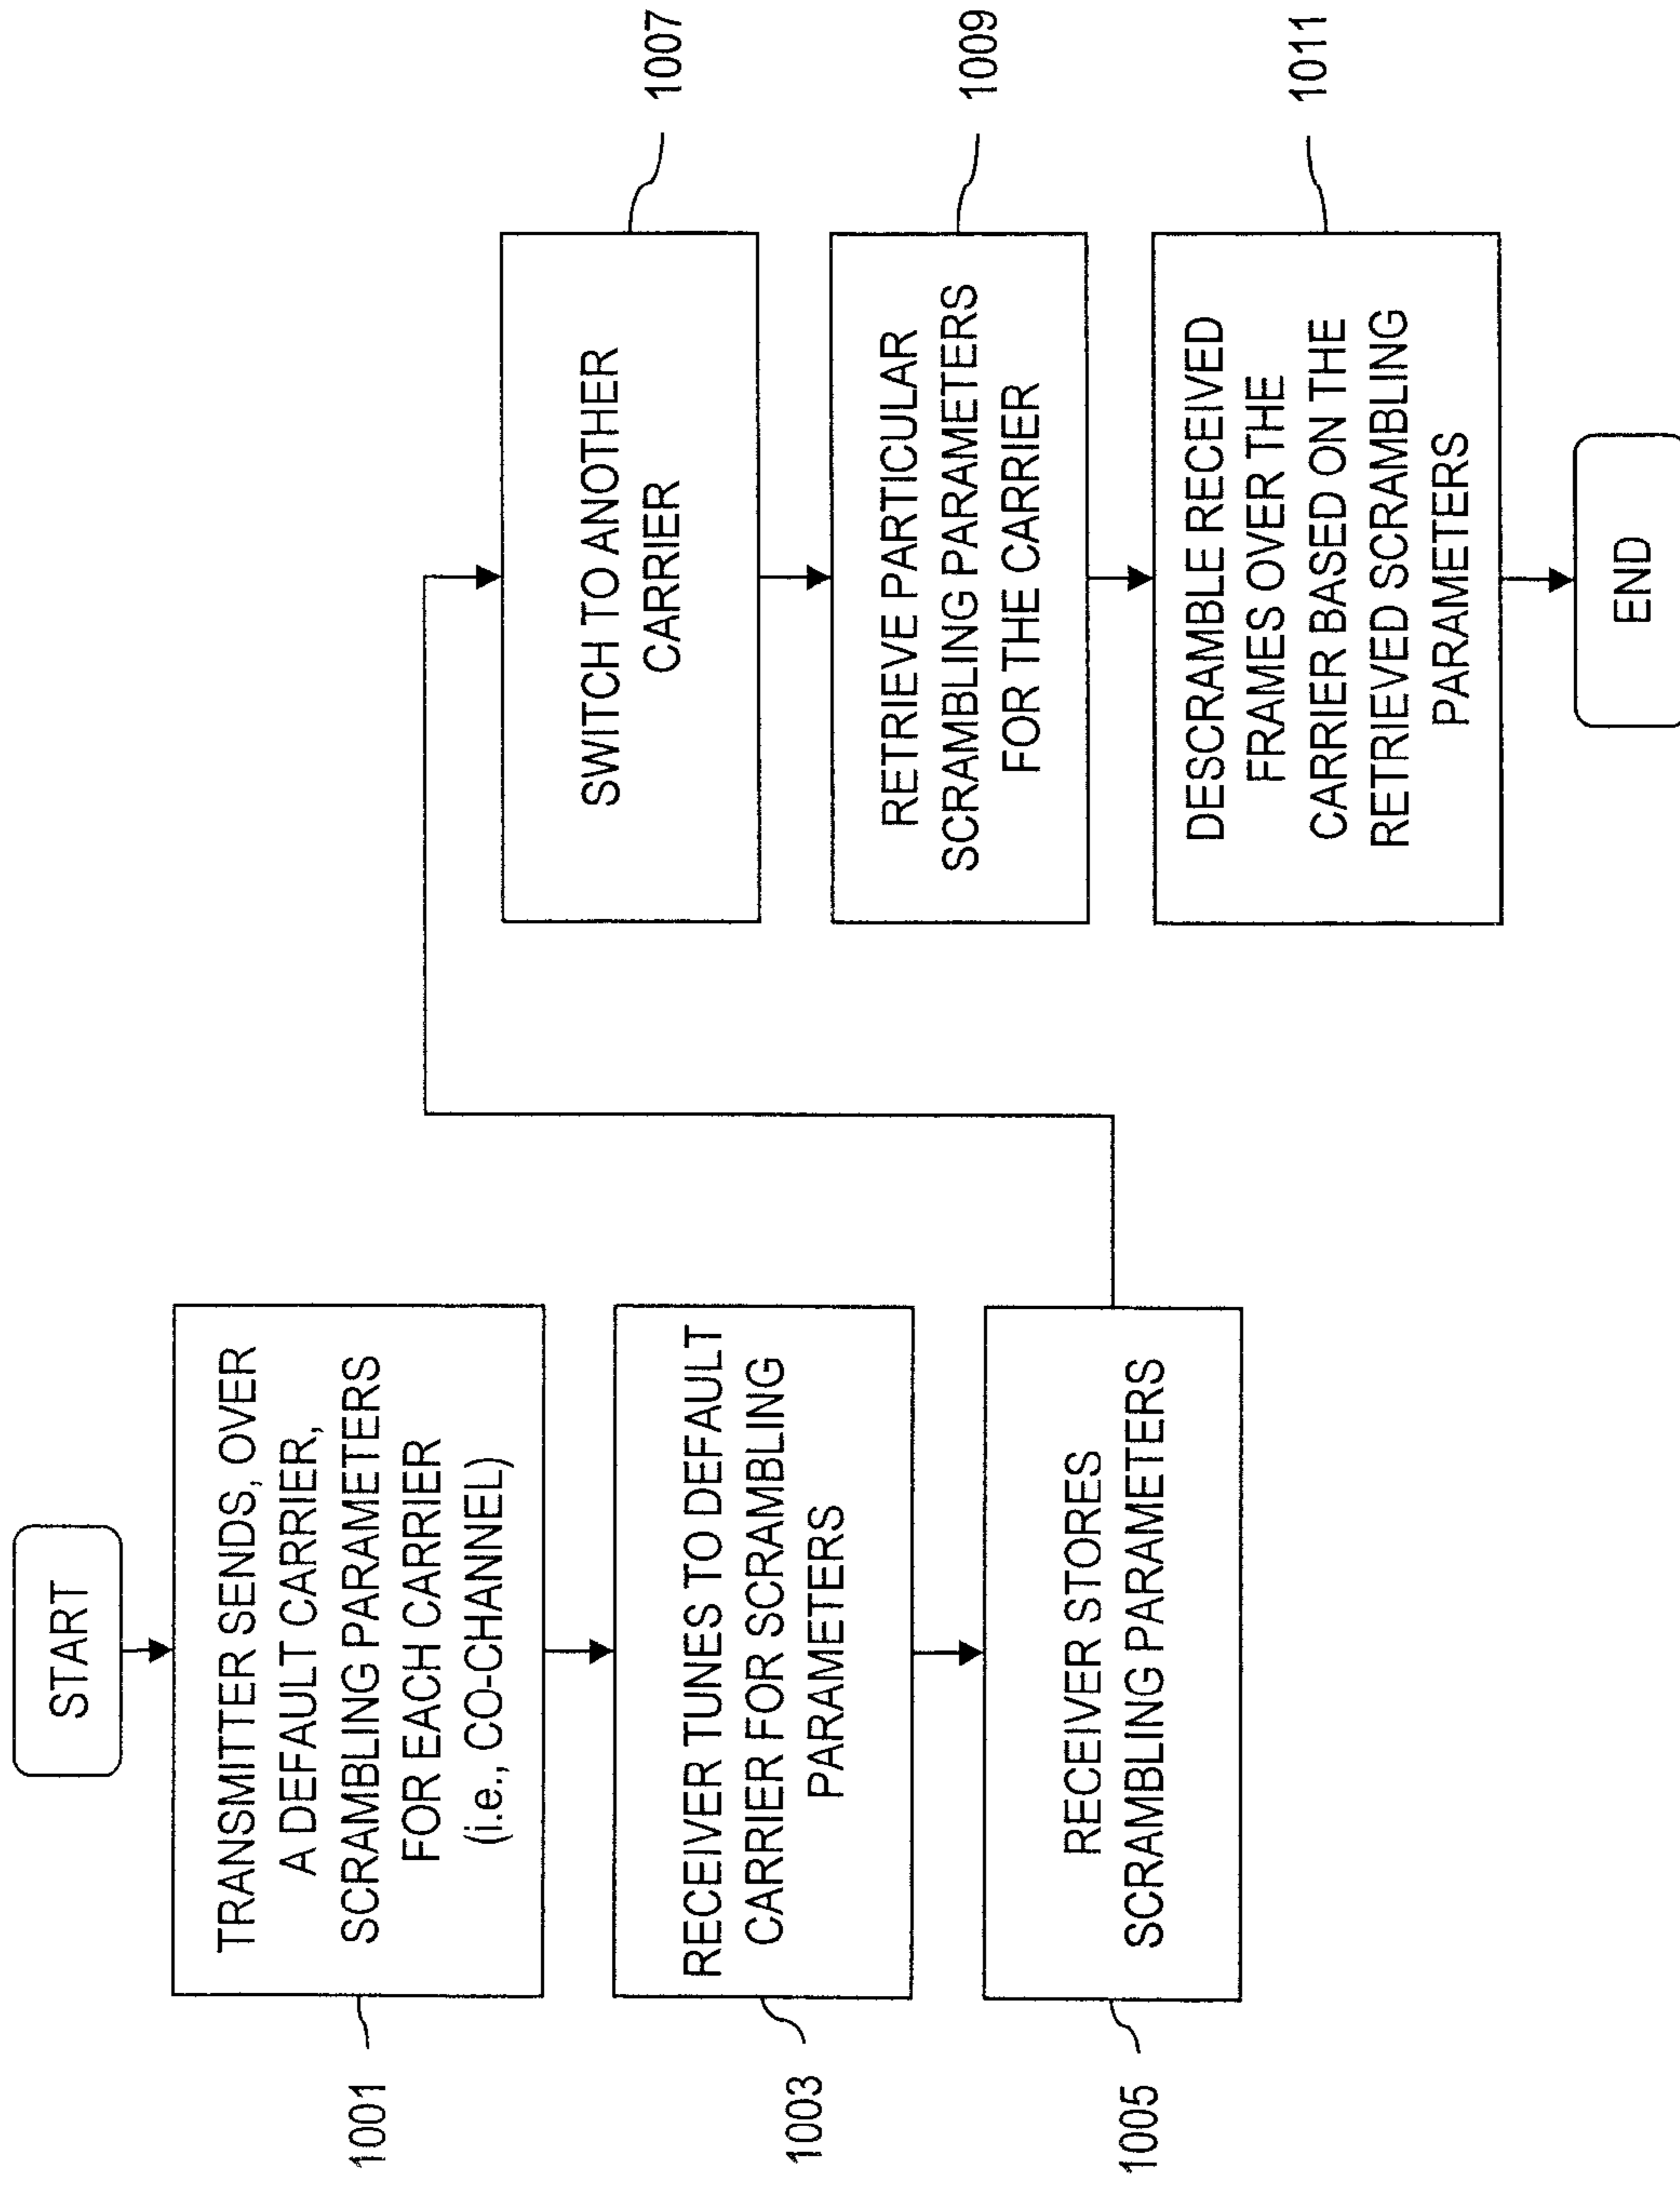 START
TRANSMITTER SENDS, OVER
A DEFAULT CARRIER,
SCRAMBLING PARAMETERS
FOR EACH CARRIER
(i.e., CO-CHANNEL)
1001
RECEIVER TUNES TO DEFAULT
CARRIER FOR SCRAMBLING
PARAMETERS
1003
RECEIVER STORES
SCRAMBLING PARAMETERS
1005
SWITCH TO ANOTHER
CARRIER
1007
RETRIEVE PARTICULAR
SCRAMBLING PARAMETERS
FOR THE CARRIER
1009
DESCRAMBLE RECEIVED
FRAMES OVER THE
CARRIER BASED ON THE
RETRIEVED SCRAMBLING
PARAMETERS
1011
END